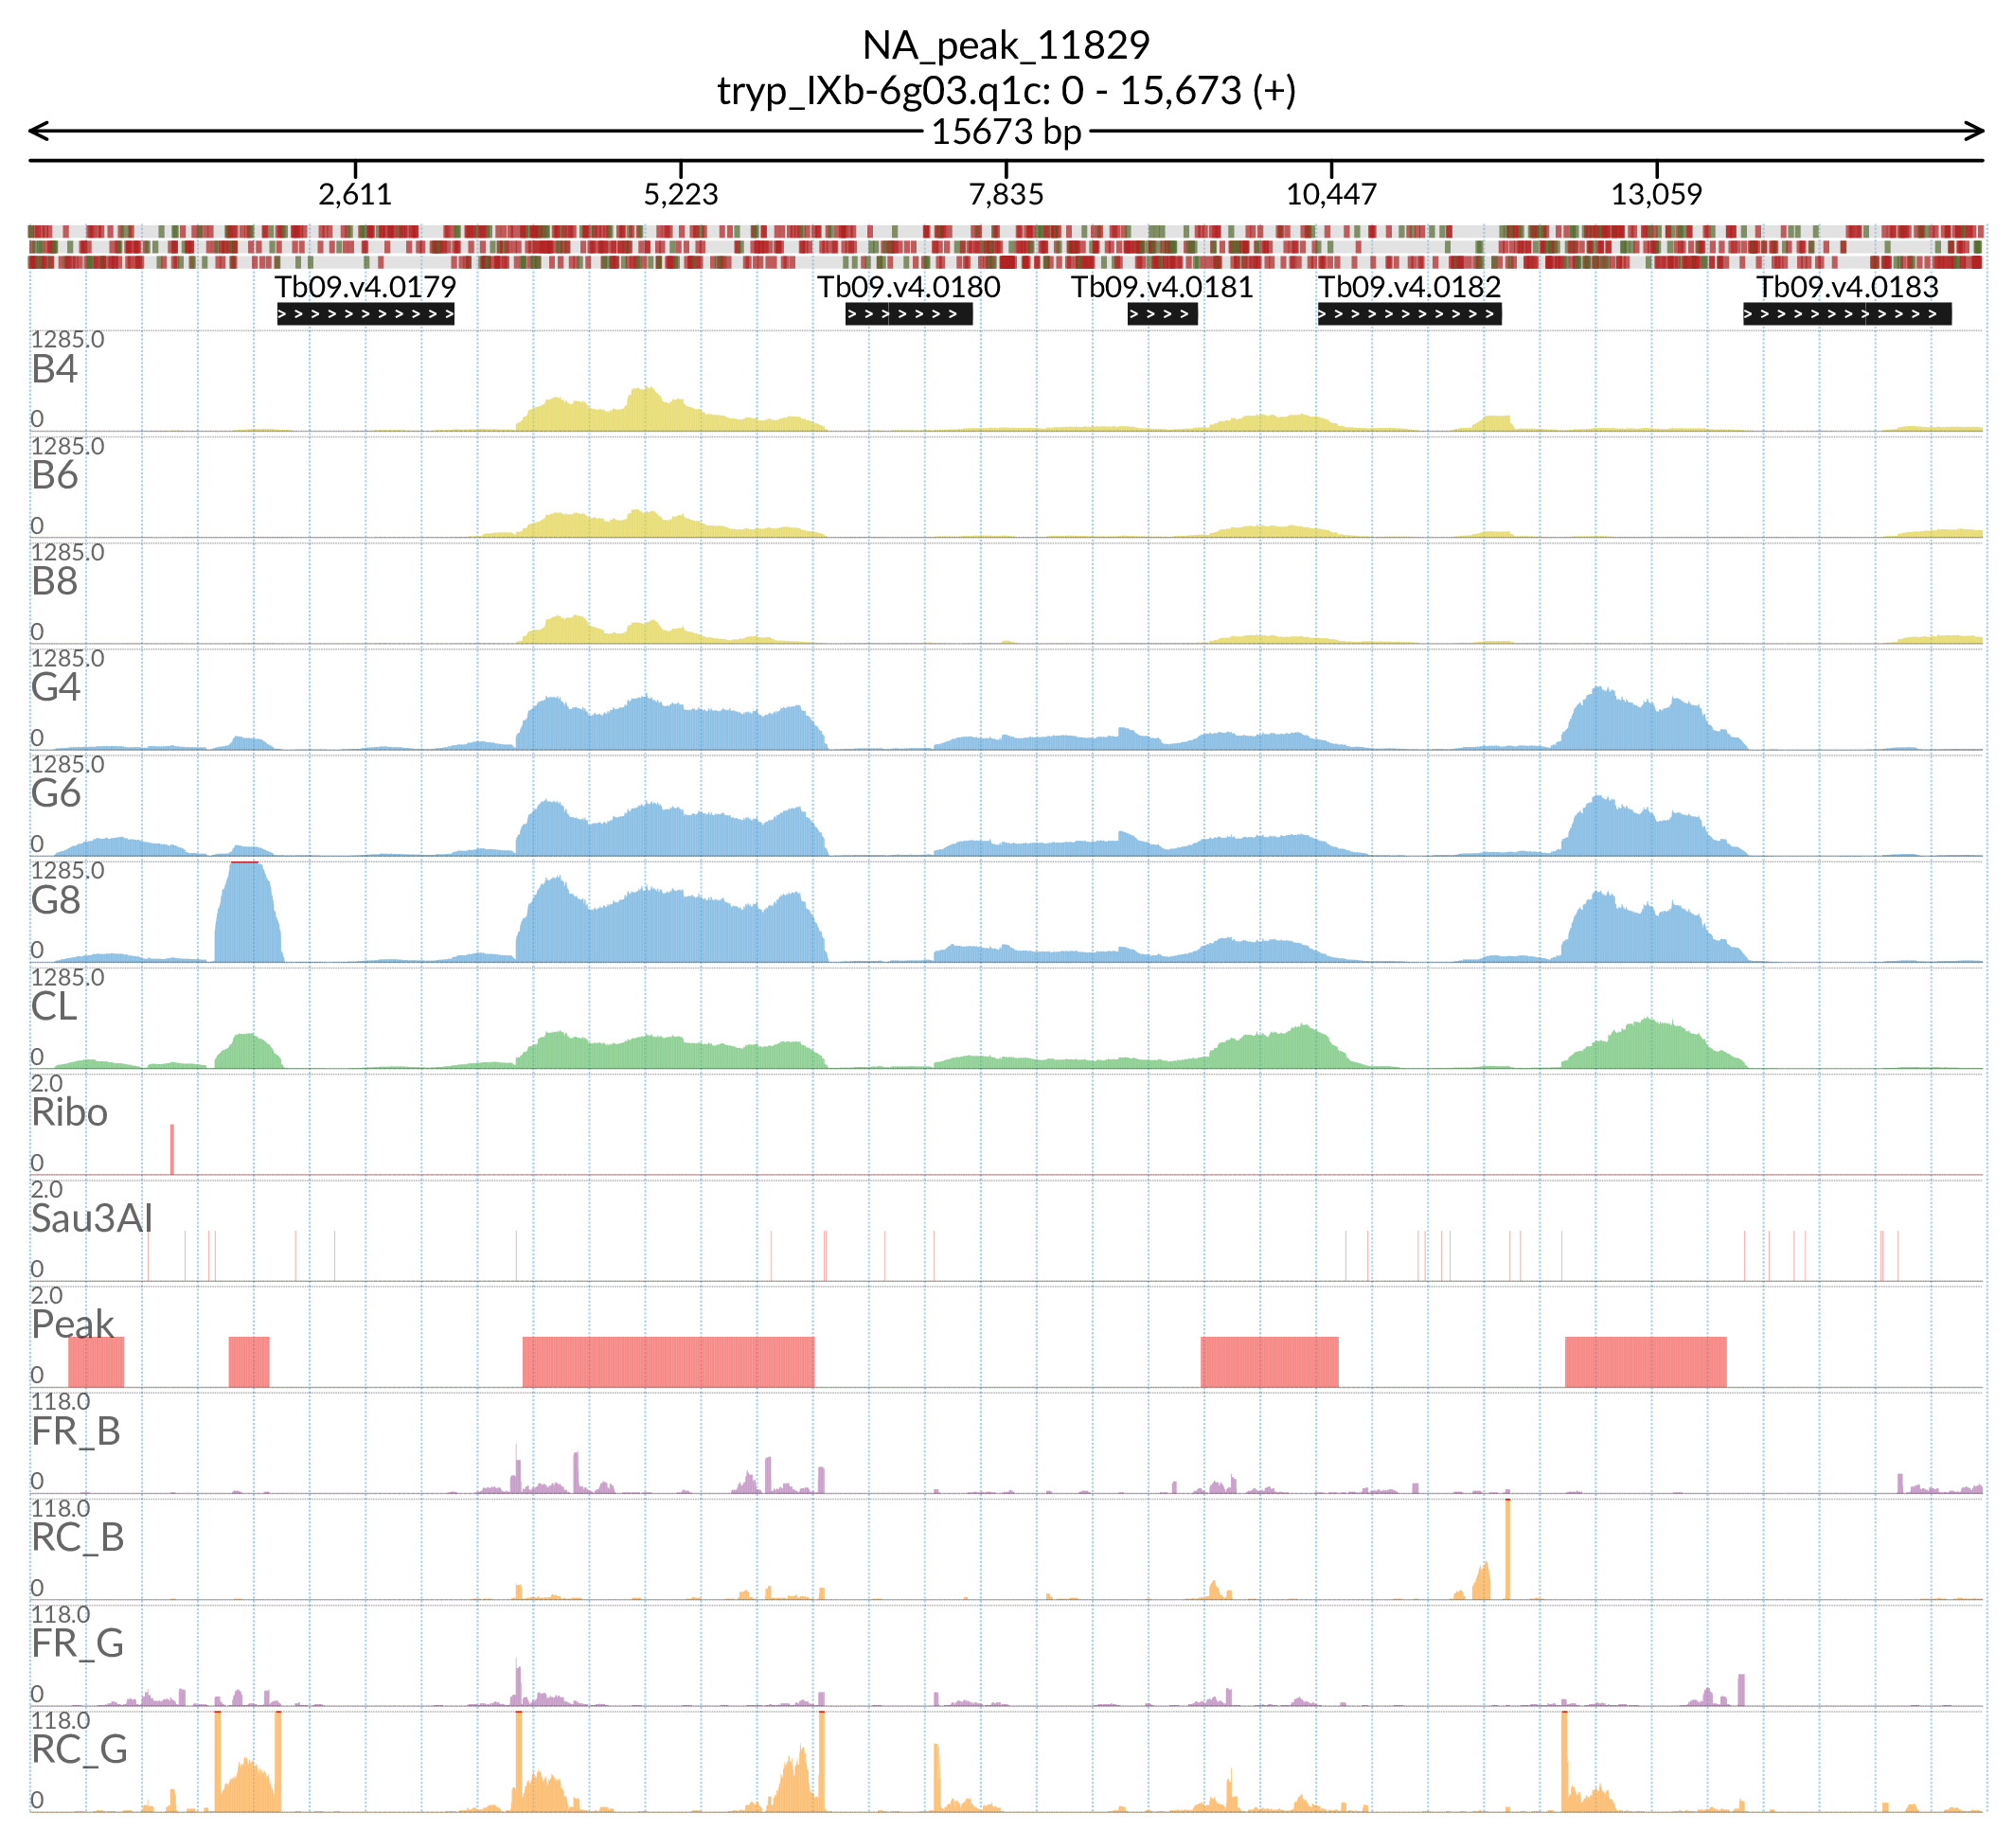 NA_peak_11829
tryp_IXb-6g03.q1c: 0 - 15,673 (+)
15673 bp
2,611 5,223 7,835 10,447 13,059
Tb09.v4.0179 Tb09.v4.0180 Tb09.v4.0181 Tb09.v4.0182 Tb09.v4.0183
1285.0
B4
0
1285.0
B6
0
1285.0
B8
0
1285.0
G4
0
1285.0
G6
0
1285.0
G8
0
1285.0
CL
0
2.0
Ribo
0
2.0
Sau3AI
0
2.0
Peak
0
118.0
FR_B
0
118.0
RC_B
0
118.0
FR_G
0
118.0
RC_G
0